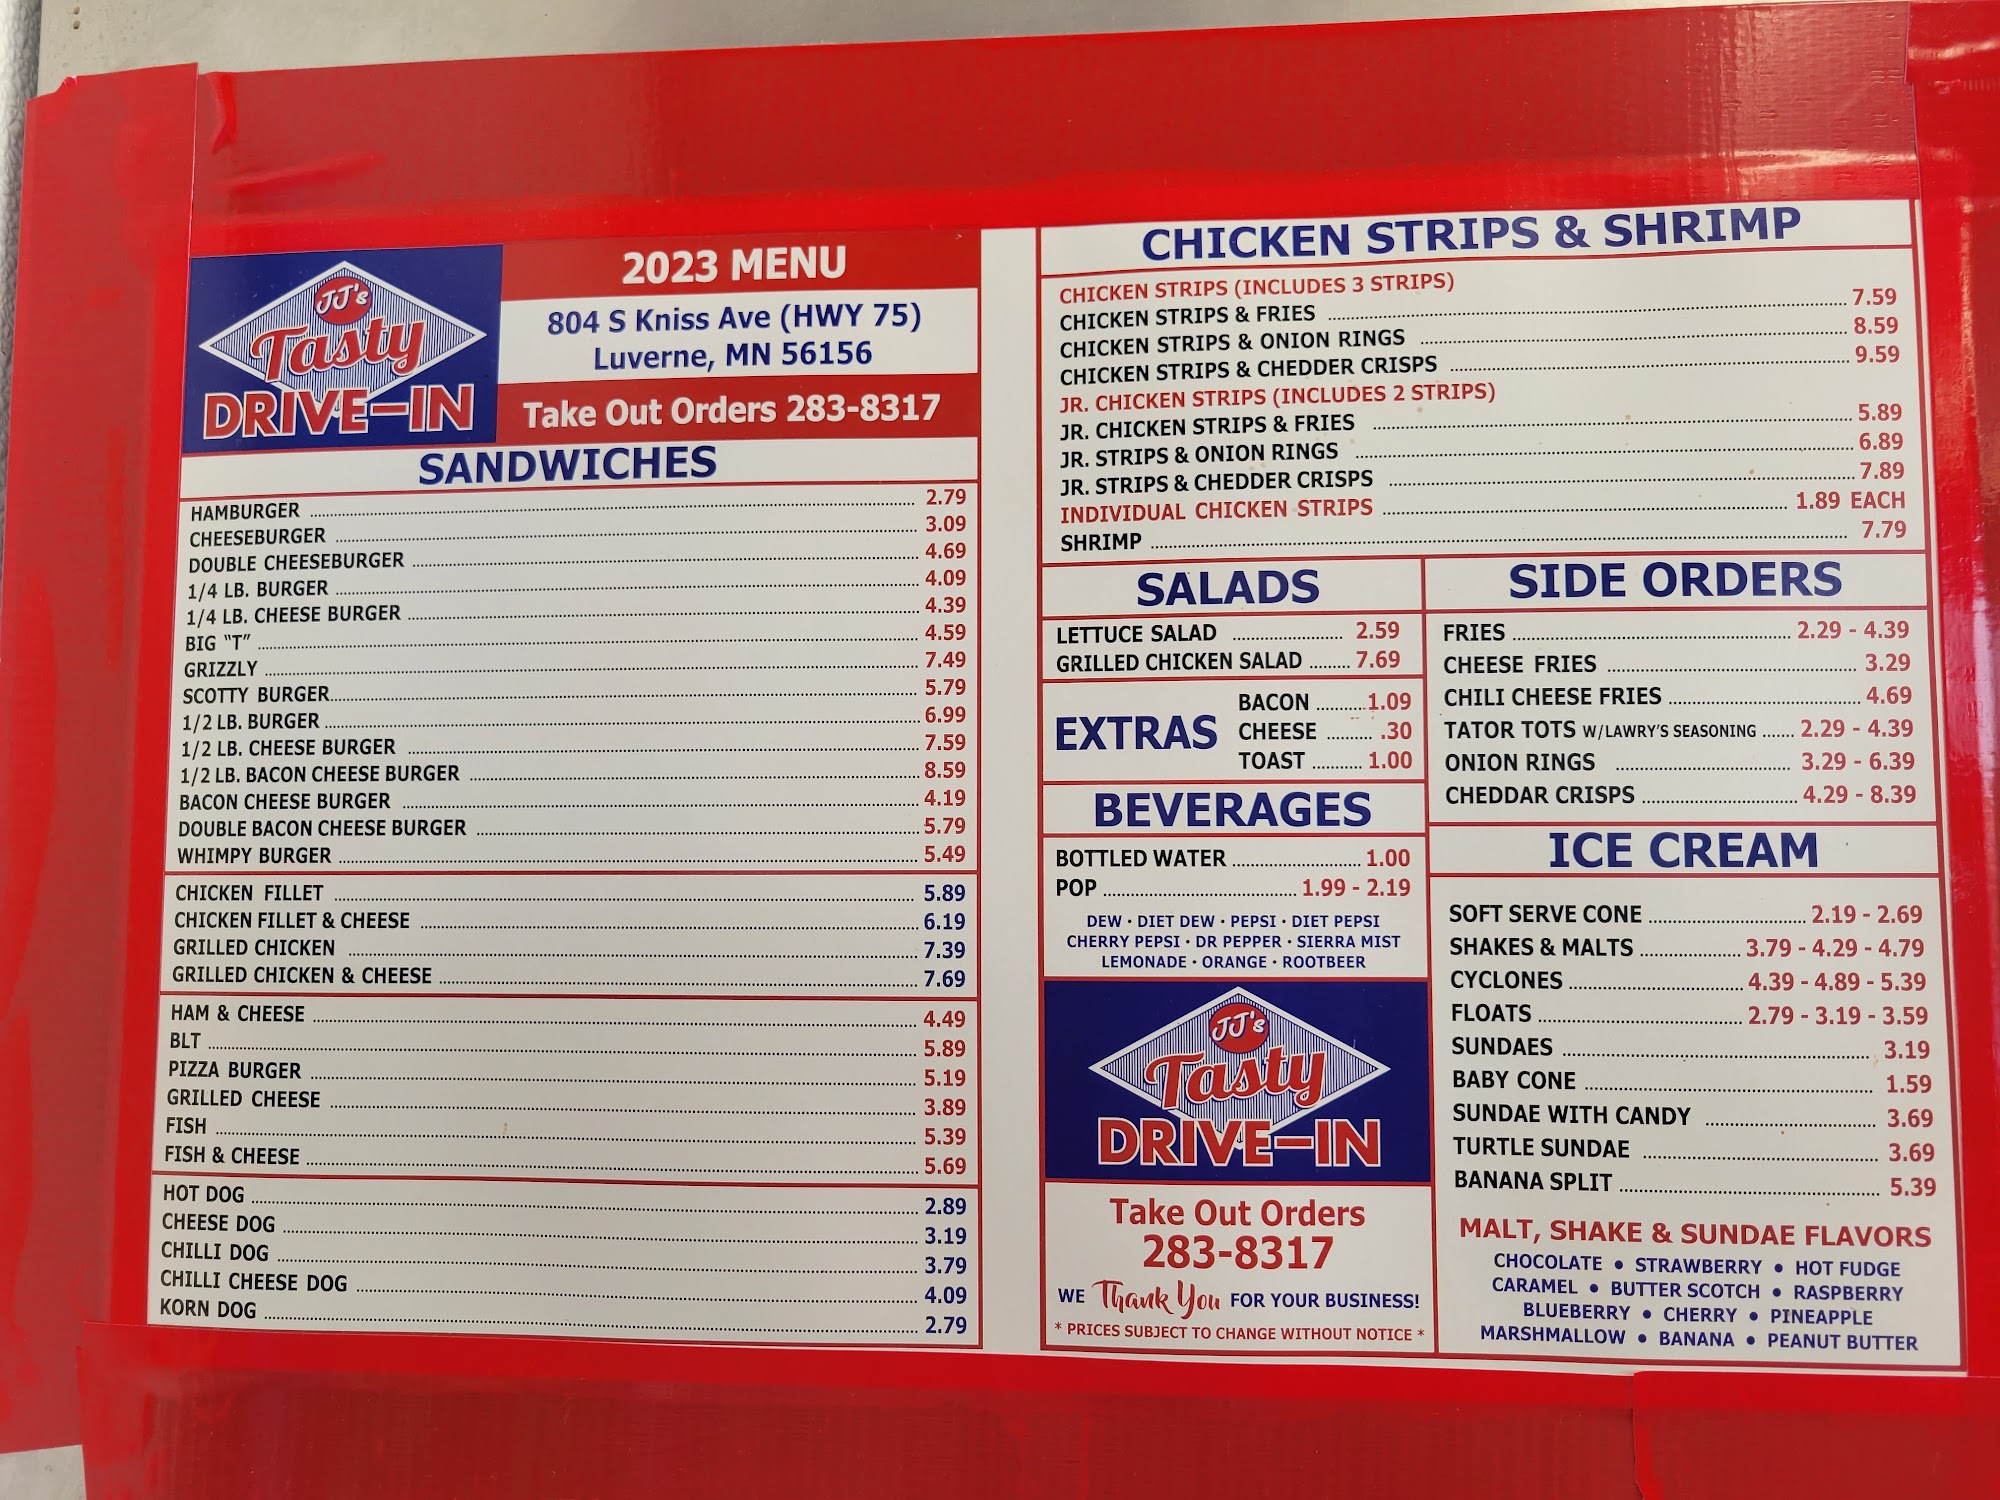 JJ's
Tasty
DRIVE-IN
2023 MENU
804 S Kniss Ave (HWY 75)
Luverne, MN 56156
Take Out Orders 283-8317
SANDWICHES
HAMBURGER 2.79
CHEESEBURGER 3.09
DOUBLE CHEESEBURGER 4.69
1/4 LB. BURGER 4.09
1/4 LB. CHEESE BURGER 4.39
BIG "T" 4.59
GRIZZLY 7.49
SCOTTY BURGER 5.79
1/2 LB. BURGER 6.99
1/2 LB. CHEESE BURGER 7.59
1/2 LB. BACON CHEESE BURGER 8.59
BACON CHEESE BURGER 4.19
DOUBLE BACON CHEESE BURGER 5.79
WHIMPY BURGER 5.49
CHICKEN FILLET 5.89
CHICKEN FILLET & CHEESE 6.19
GRILLED CHICKEN 7.39
GRILLED CHICKEN & CHEESE 7.69
HAM & CHEESE 4.49
BLT 5.89
PIZZA BURGER 5.19
GRILLED CHEESE 3.89
FISH 5.39
FISH & CHEESE 5.69
HOT DOG 2.89
CHEESE DOG 3.19
CHILLI DOG 3.79
CHILLI CHEESE DOG 4.09
KORN DOG 2.79
CHICKEN STRIPS & SHRIMP
CHICKEN STRIPS (INCLUDES 3 STRIPS)
CHICKEN STRIPS & FRIES 7.59
CHICKEN STRIPS & ONION RINGS 8.59
CHICKEN STRIPS & CHEDDER CRISPS 9.59
JR. CHICKEN STRIPS (INCLUDES 2 STRIPS)
JR. CHICKEN STRIPS & FRIES 5.89
JR. STRIPS & ONION RINGS 6.89
JR. STRIPS & CHEDDER CRISPS 7.89
INDIVIDUAL CHICKEN STRIPS 1.89 EACH
SHRIMP 7.79
SALADS
LETTUCE SALAD 2.59
GRILLED CHICKEN SALAD 7.69
EXTRAS
BACON 1.09
CHEESE .30
TOAST 1.00
BEVERAGES
BOTTLED WATER 1.00
POP 1.99 - 2.19
DEW • DIET DEW • PEPSI • DIET PEPSI
CHERRY PEPSI • DR PEPPER • SIERRA MIST
LEMONADE • ORANGE • ROOTBEER
JJ's
Tasty
DRIVE-IN
Take Out Orders
283-8317
WE Thank You FOR YOUR BUSINESS!
* PRICES SUBJECT TO CHANGE WITHOUT NOTICE *
SIDE ORDERS
FRIES 2.29 - 4.39
CHEESE FRIES 3.29
CHILI CHEESE FRIES 4.69
TATOR TOTS W/LAWRY'S SEASONING 2.29 - 4.39
ONION RINGS 3.29 - 6.39
CHEDDAR CRISPS 4.29 - 8.39
ICE CREAM
SOFT SERVE CONE 2.19 - 2.69
SHAKES & MALTS 3.79 - 4.29 - 4.79
CYCLONES 4.39 - 4.89 - 5.39
FLOATS 2.79 - 3.19 - 3.59
SUNDAES 3.19
BABY CONE 1.59
SUNDAE WITH CANDY 3.69
TURTLE SUNDAE 3.69
BANANA SPLIT 5.39
MALT, SHAKE & SUNDAE FLAVORS
CHOCOLATE • STRAWBERRY • HOT FUDGE
CARAMEL • BUTTER SCOTCH • RASPBERRY
BLUEBERRY • CHERRY • PINEAPPLE
MARSHMALLOW • BANANA • PEANUT BUTTER